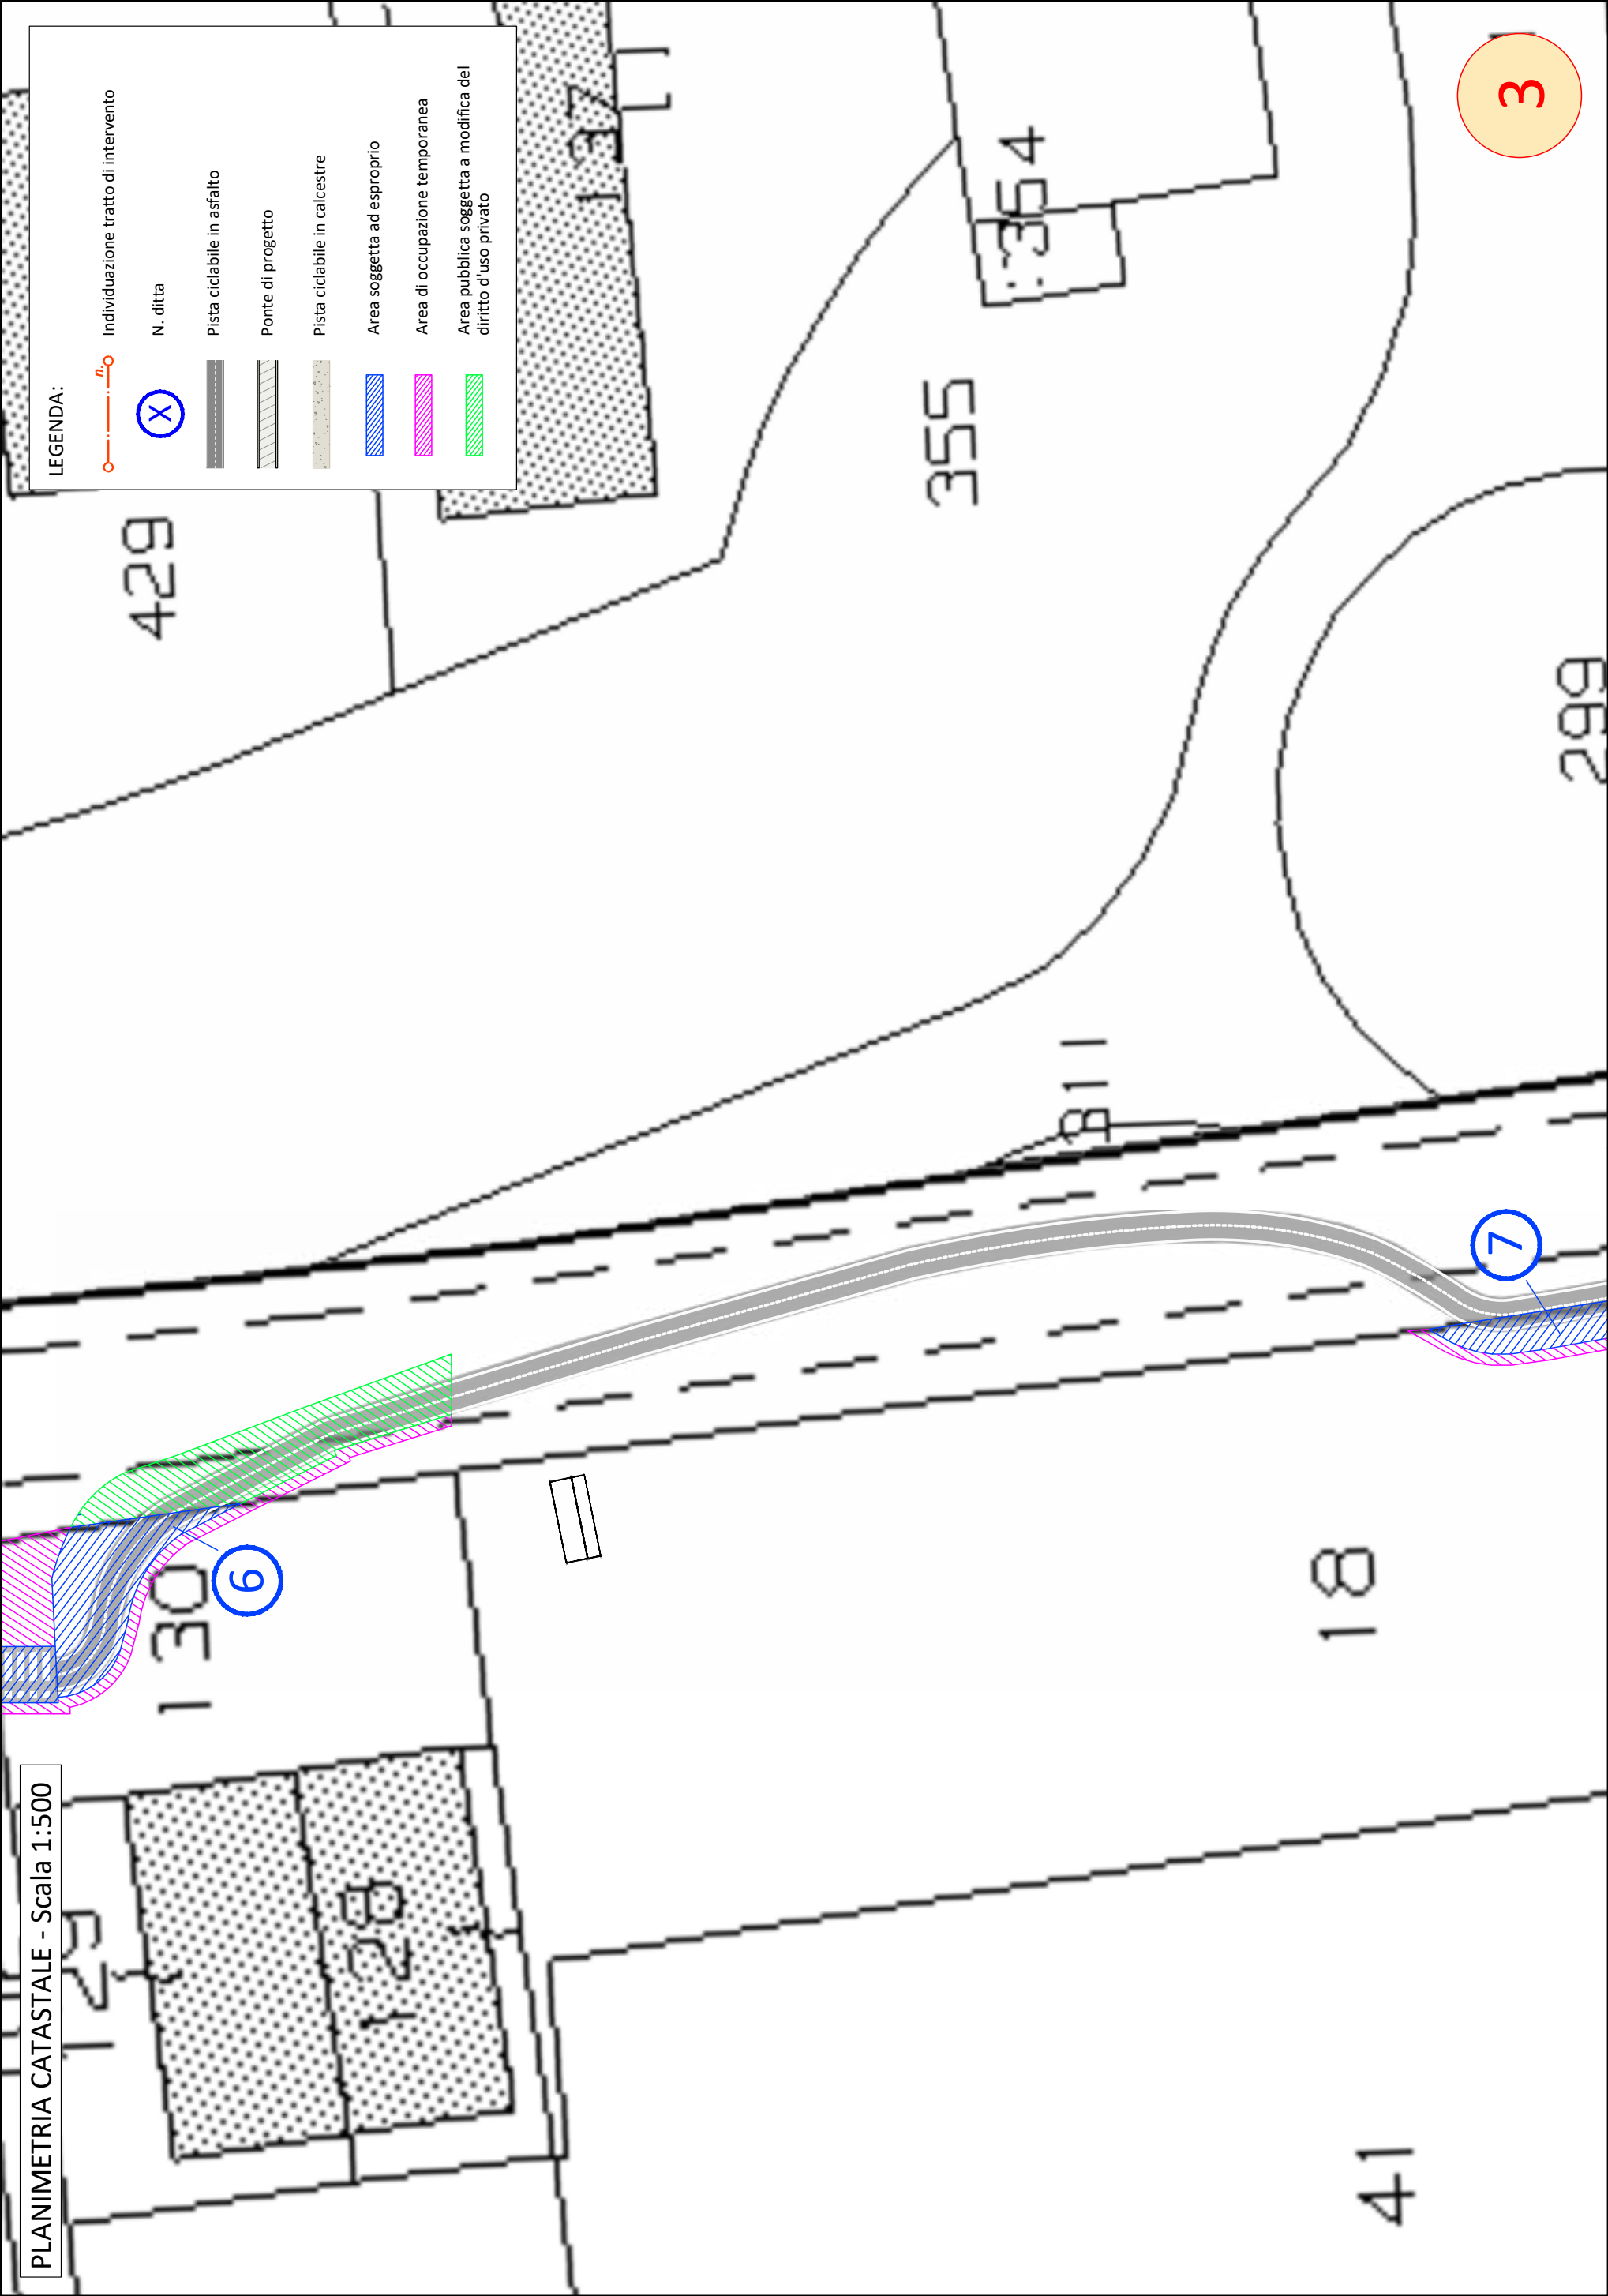 PLANIMETRIA CATASTALE - Scala 1:500
LEGENDA:
n.
Individuazione tratto di intervento
X
N. ditta
Pista ciclabile in asfalto
Ponte di progetto
Pista ciclabile in calcestre
Area soggetta ad esproprio
Area di occupazione temporanea
Area pubblica soggetta a modifica del
diritto d'uso privato
429
137
130
6
128
355
354
B11
18
41
7
299
3